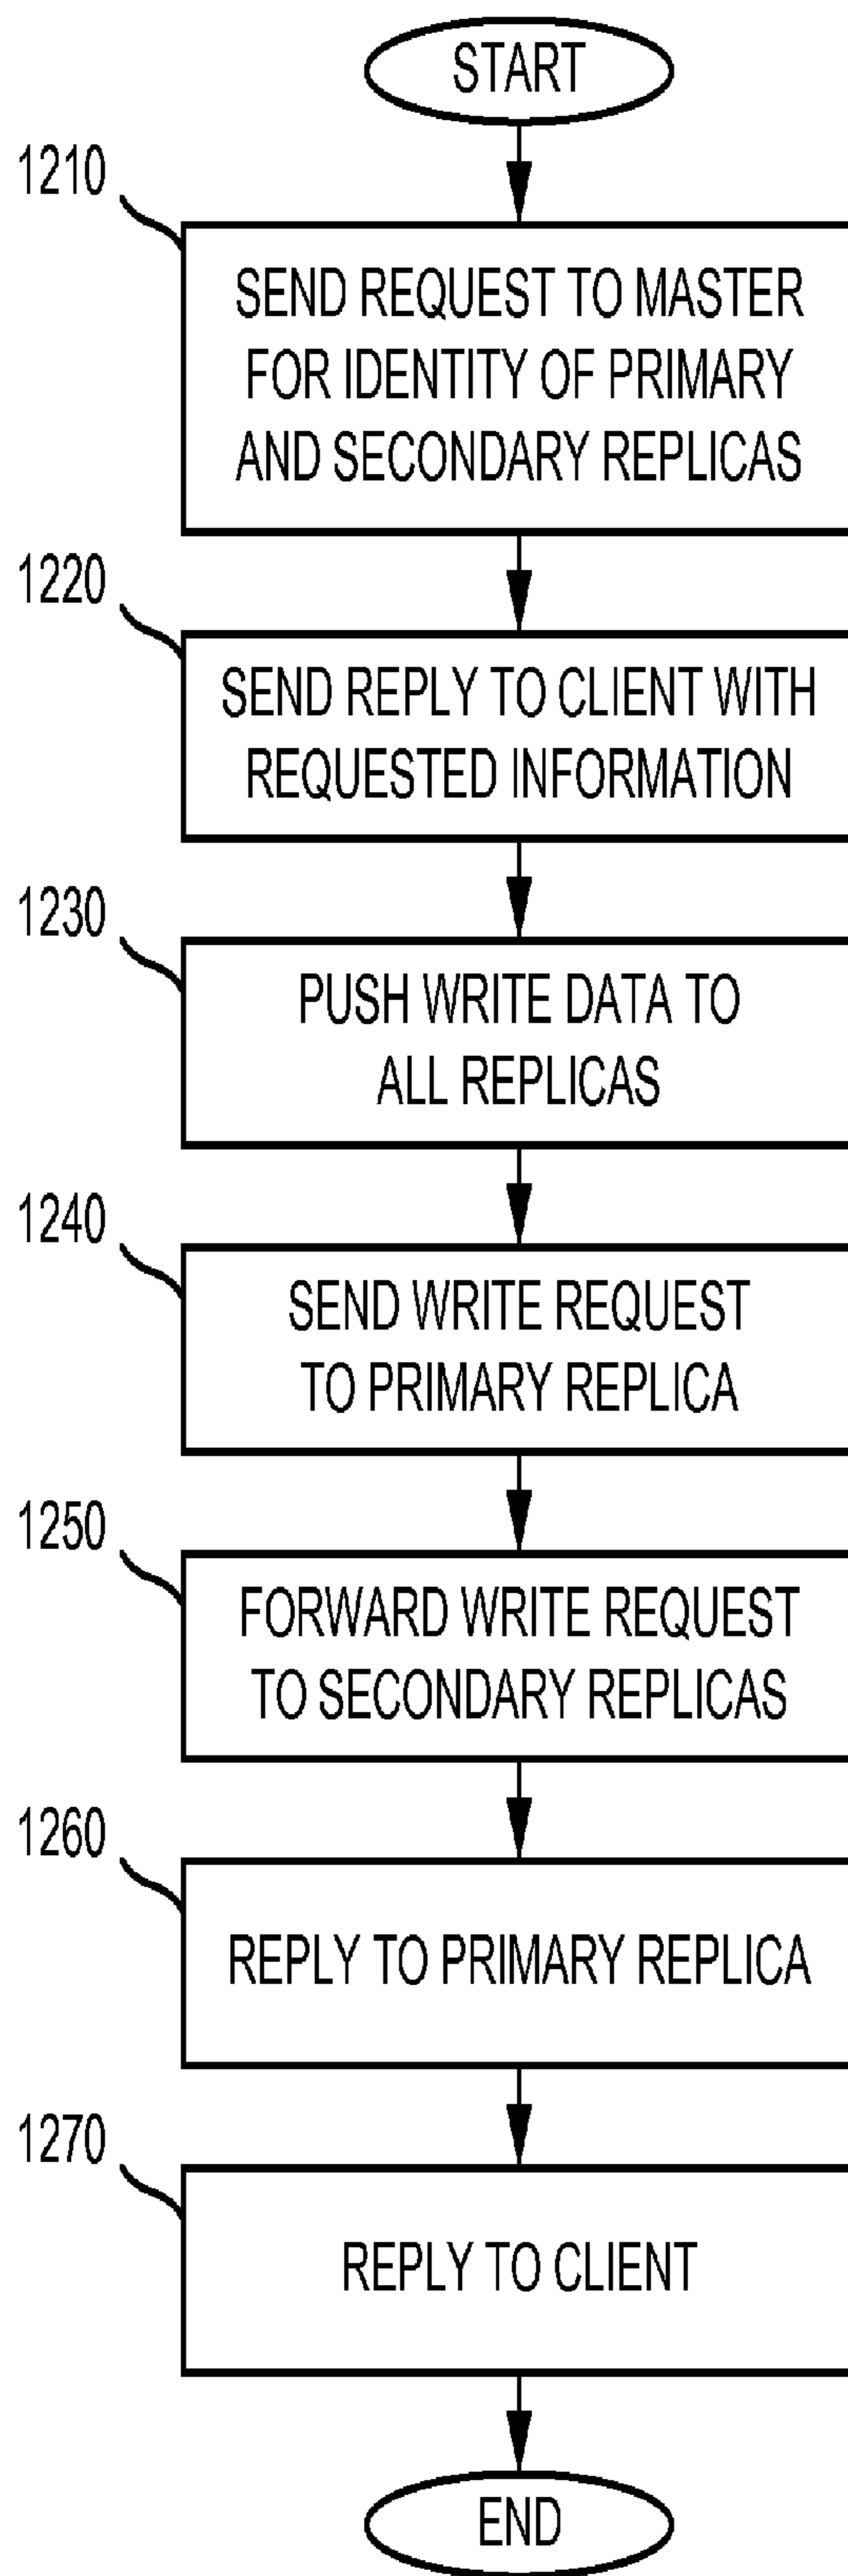 START
1210
SEND REQUEST TO MASTER
FOR IDENTITY OF PRIMARY
AND SECONDARY REPLICAS
1220
SEND REPLY TO CLIENT WITH
REQUESTED INFORMATION
1230
PUSH WRITE DATA TO
ALL REPLICAS
1240
SEND WRITE REQUEST
TO PRIMARY REPLICA
1250
FORWARD WRITE REQUEST
TO SECONDARY REPLICAS
1260
REPLY TO PRIMARY REPLICA
1270
REPLY TO CLIENT
END